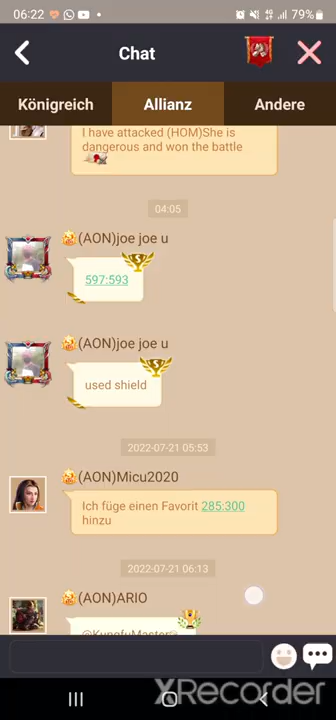 06:22
79%
Chat
Königreich
Allianz
Andere
I have attacked (HOM)She is
dangerous and won the battle
04:05
(AON)joe joe u
597:593
(AON)joe joe u
used shield
2022-07-21 05:53
(AON)Micu2020
Ich füge einen Favorit 285:300
hinzu
2022-07-21 06:13
(AON)ARIO
@KungfuMaster
XRecorder